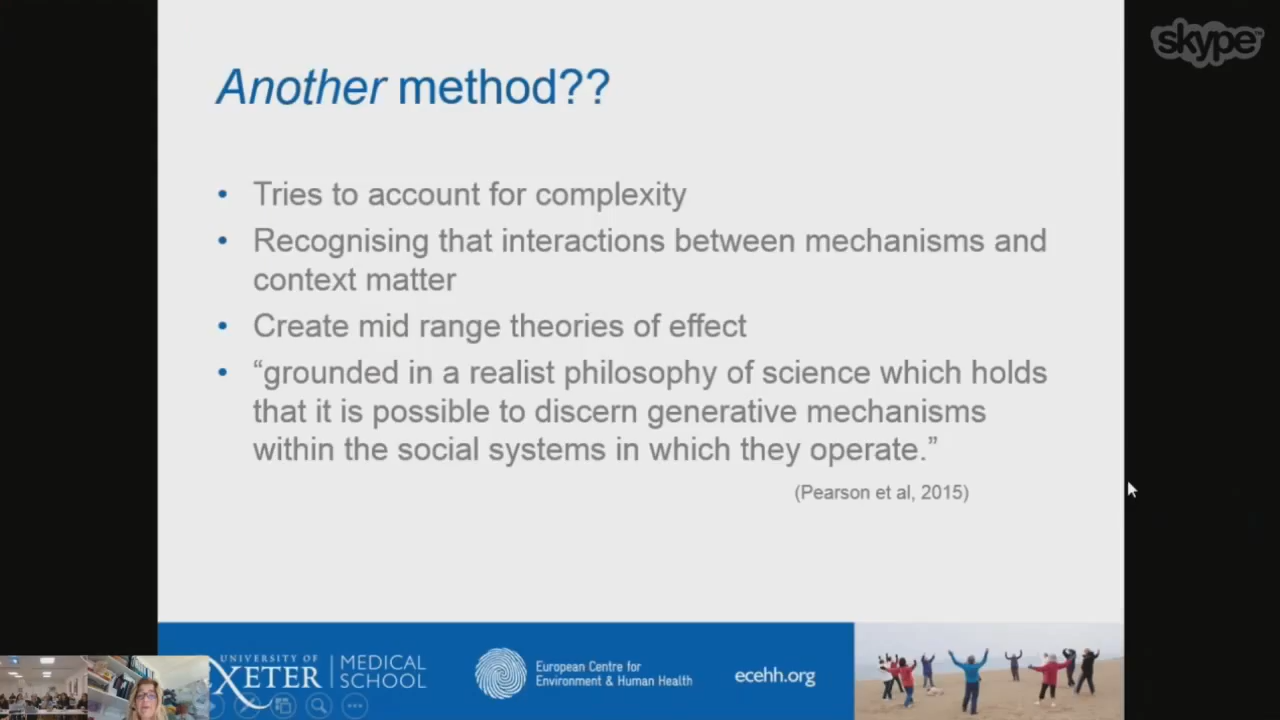 skype
Another method??
• Tries to account for complexity
• Recognising that interactions between mechanisms and
context matter
• Create mid range theories of effect
• “grounded in a realist philosophy of science which holds
that it is possible to discern generative mechanisms
within the social systems in which they operate.”
(Pearson et al, 2015)
UNIVERSITY OF
EXETER
MEDICAL
SCHOOL
European Centre for
Environment & Human Health
ecehh.org